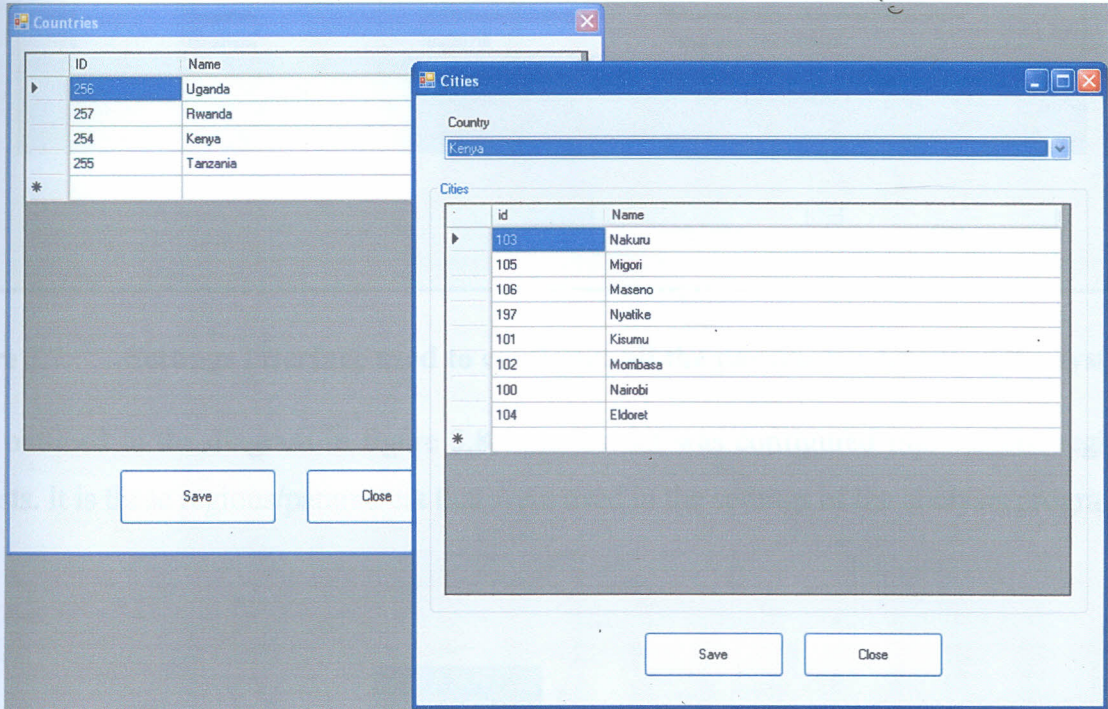 Countries
ID Name
256 Uganda
257 Rwanda
254 Kenya
255 Tanzania
Save Close
Cities
Country
Kenya
Cities
id Name
103 Nakuru
105 Migori
106 Maseno
197 Nyatike
101 Kisumu
102 Mombasa
100 Nairobi
104 Eldoret
Save Close